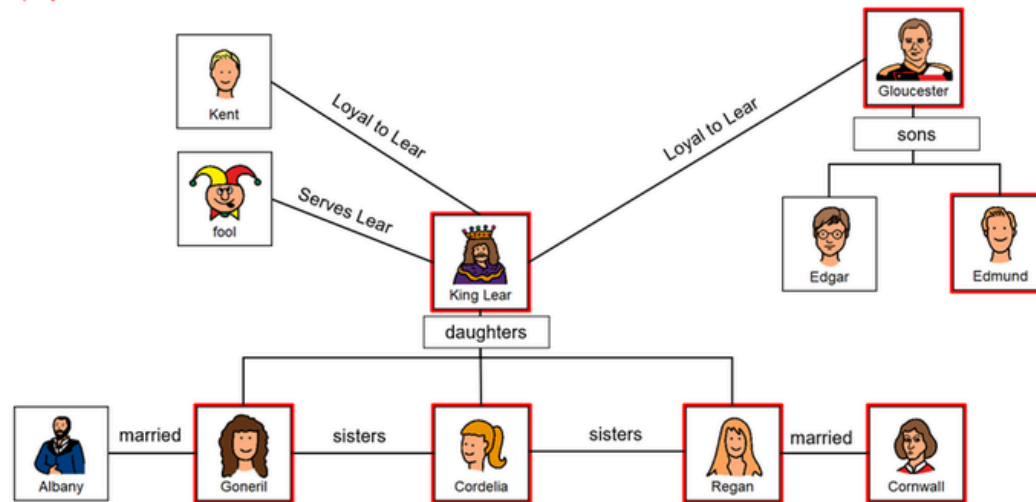 Kent
Loyal to Lear
Loyal to Lear
Gloucester
sons
fool
Serves Lear
King Lear
Edgar
Edmund
daughters
Albany
married
Goneril
sisters
Cordelia
sisters
Regan
married
Cornwall